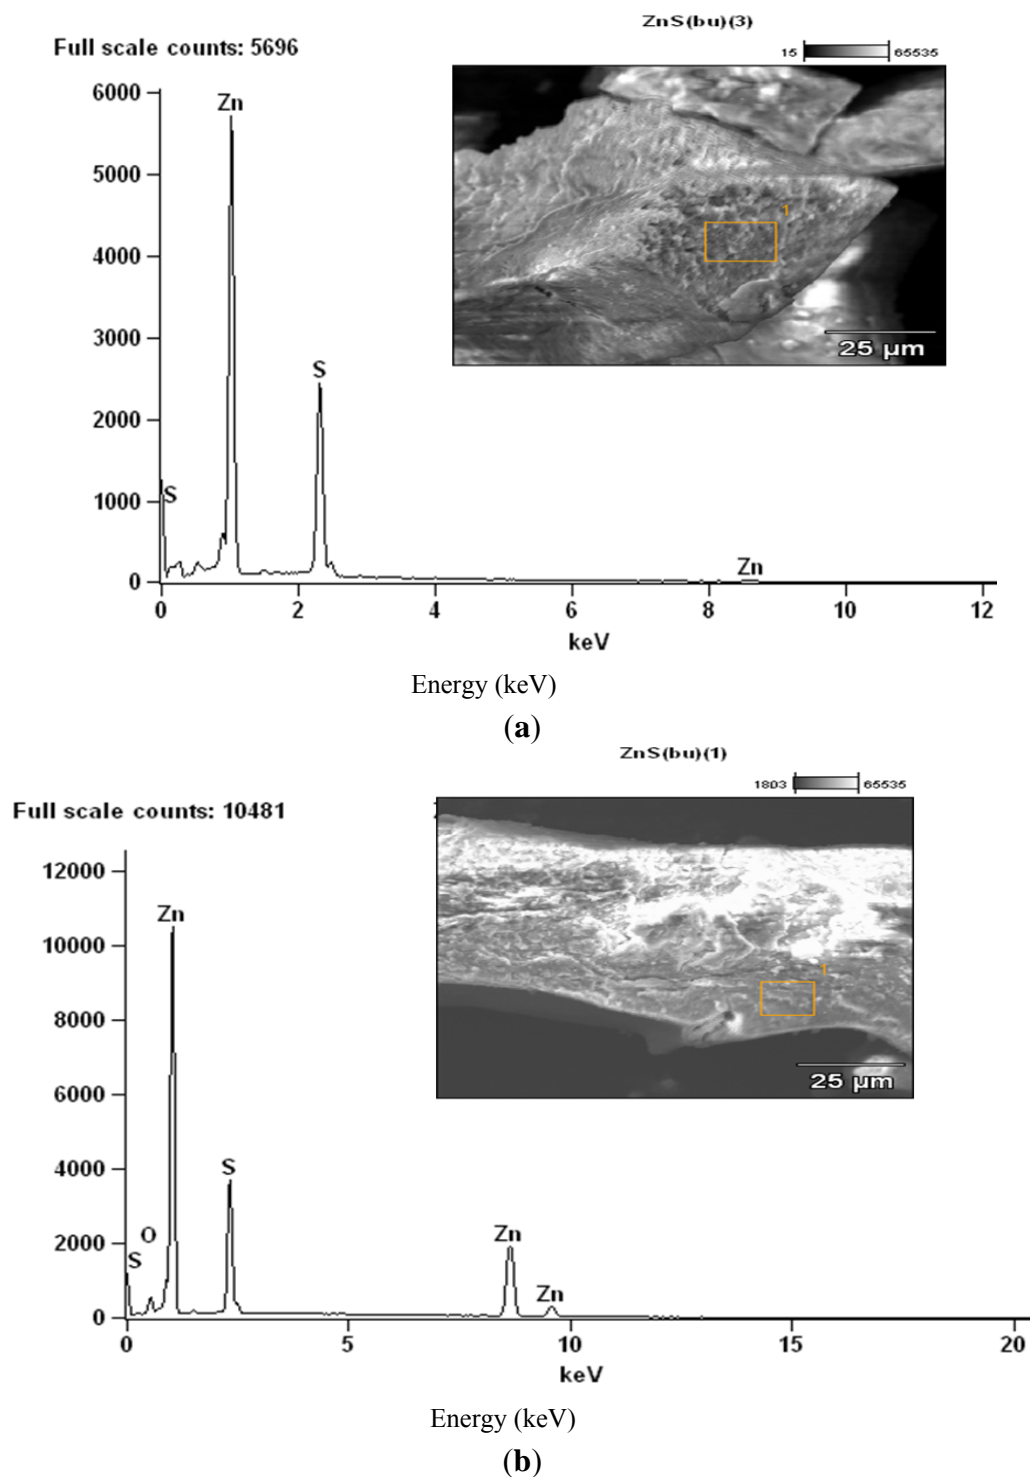 ZnS(bu)(3)
Full scale counts: 5696
15 65535
6000
5000
4000
3000
2000
1000
0
Zn
S
S
Zn
1
25 µm
0 2 4 6 8 10 12
keV
Energy (keV)
(a)
ZnS(bu)(1)
Full scale counts: 10481
1803 65535
12000
10000
8000
6000
4000
2000
0
Zn
S
O
S
Zn
Zn
1
25 µm
0 5 10 15 20
keV
Energy (keV)
(b)